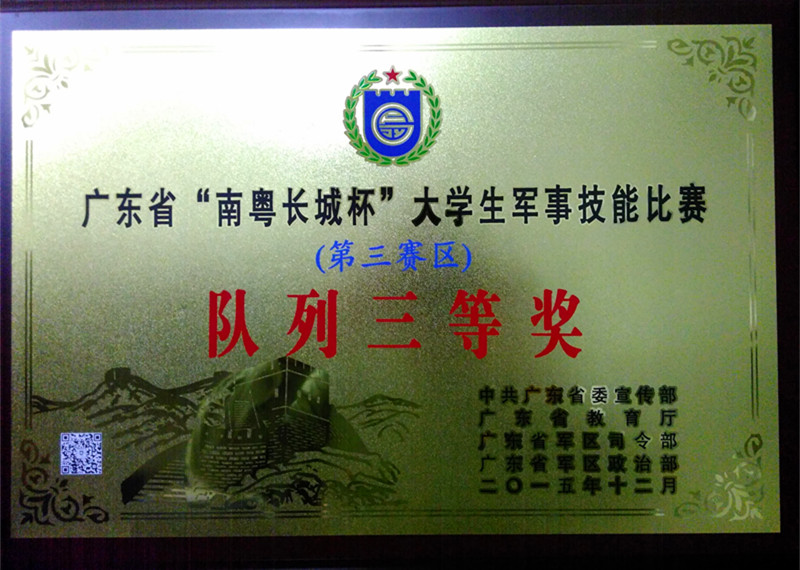 广东省“南粤长城杯”大学生军事技能比赛
(第三赛区)
队列三等奖
中共广东省委宣传部
广东省教育厅
广东省军区司令部
广东省军区政治部
二〇一五年十二月